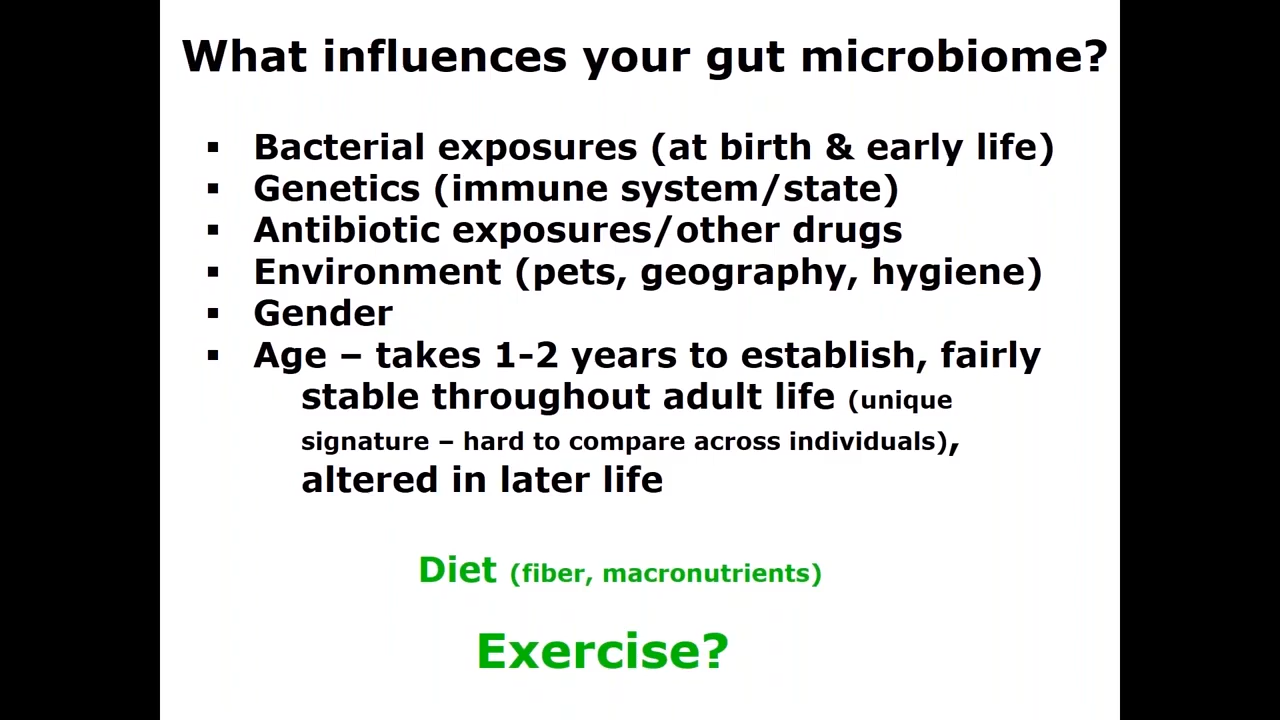 What influences your gut microbiome?
▪ Bacterial exposures (at birth & early life)
▪ Genetics (immune system/state)
▪ Antibiotic exposures/other drugs
▪ Environment (pets, geography, hygiene)
▪ Gender
▪ Age – takes 1-2 years to establish, fairly
stable throughout adult life (unique
signature – hard to compare across individuals),
altered in later life
Diet (fiber, macronutrients)
Exercise?